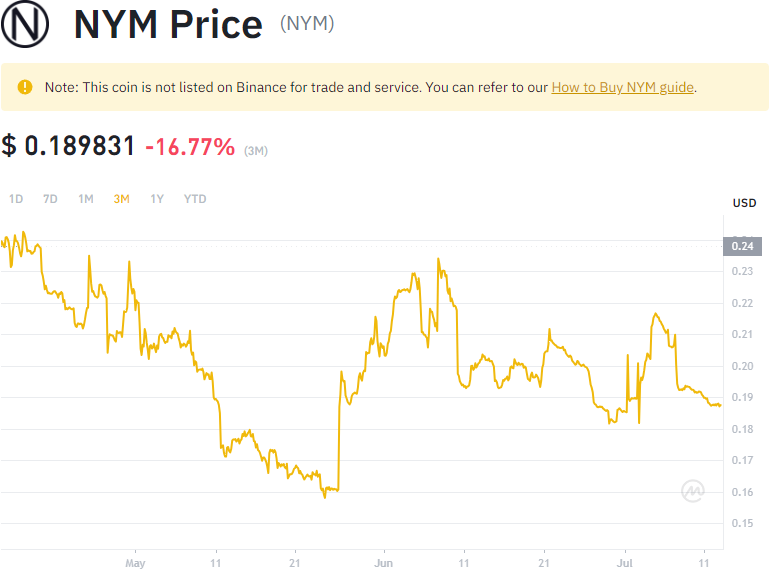 NYM Price (NYM)
Note: This coin is not listed on Binance for trade and service. You can refer to our How to Buy NYM guide.
$ 0.189831 -16.77% (3M)
1D 7D 1M 3M 1Y YTD
USD
0.24
0.23
0.22
0.21
0.20
0.19
0.18
0.17
0.16
0.15
May 11 21 Jun 11 21 Jul 11